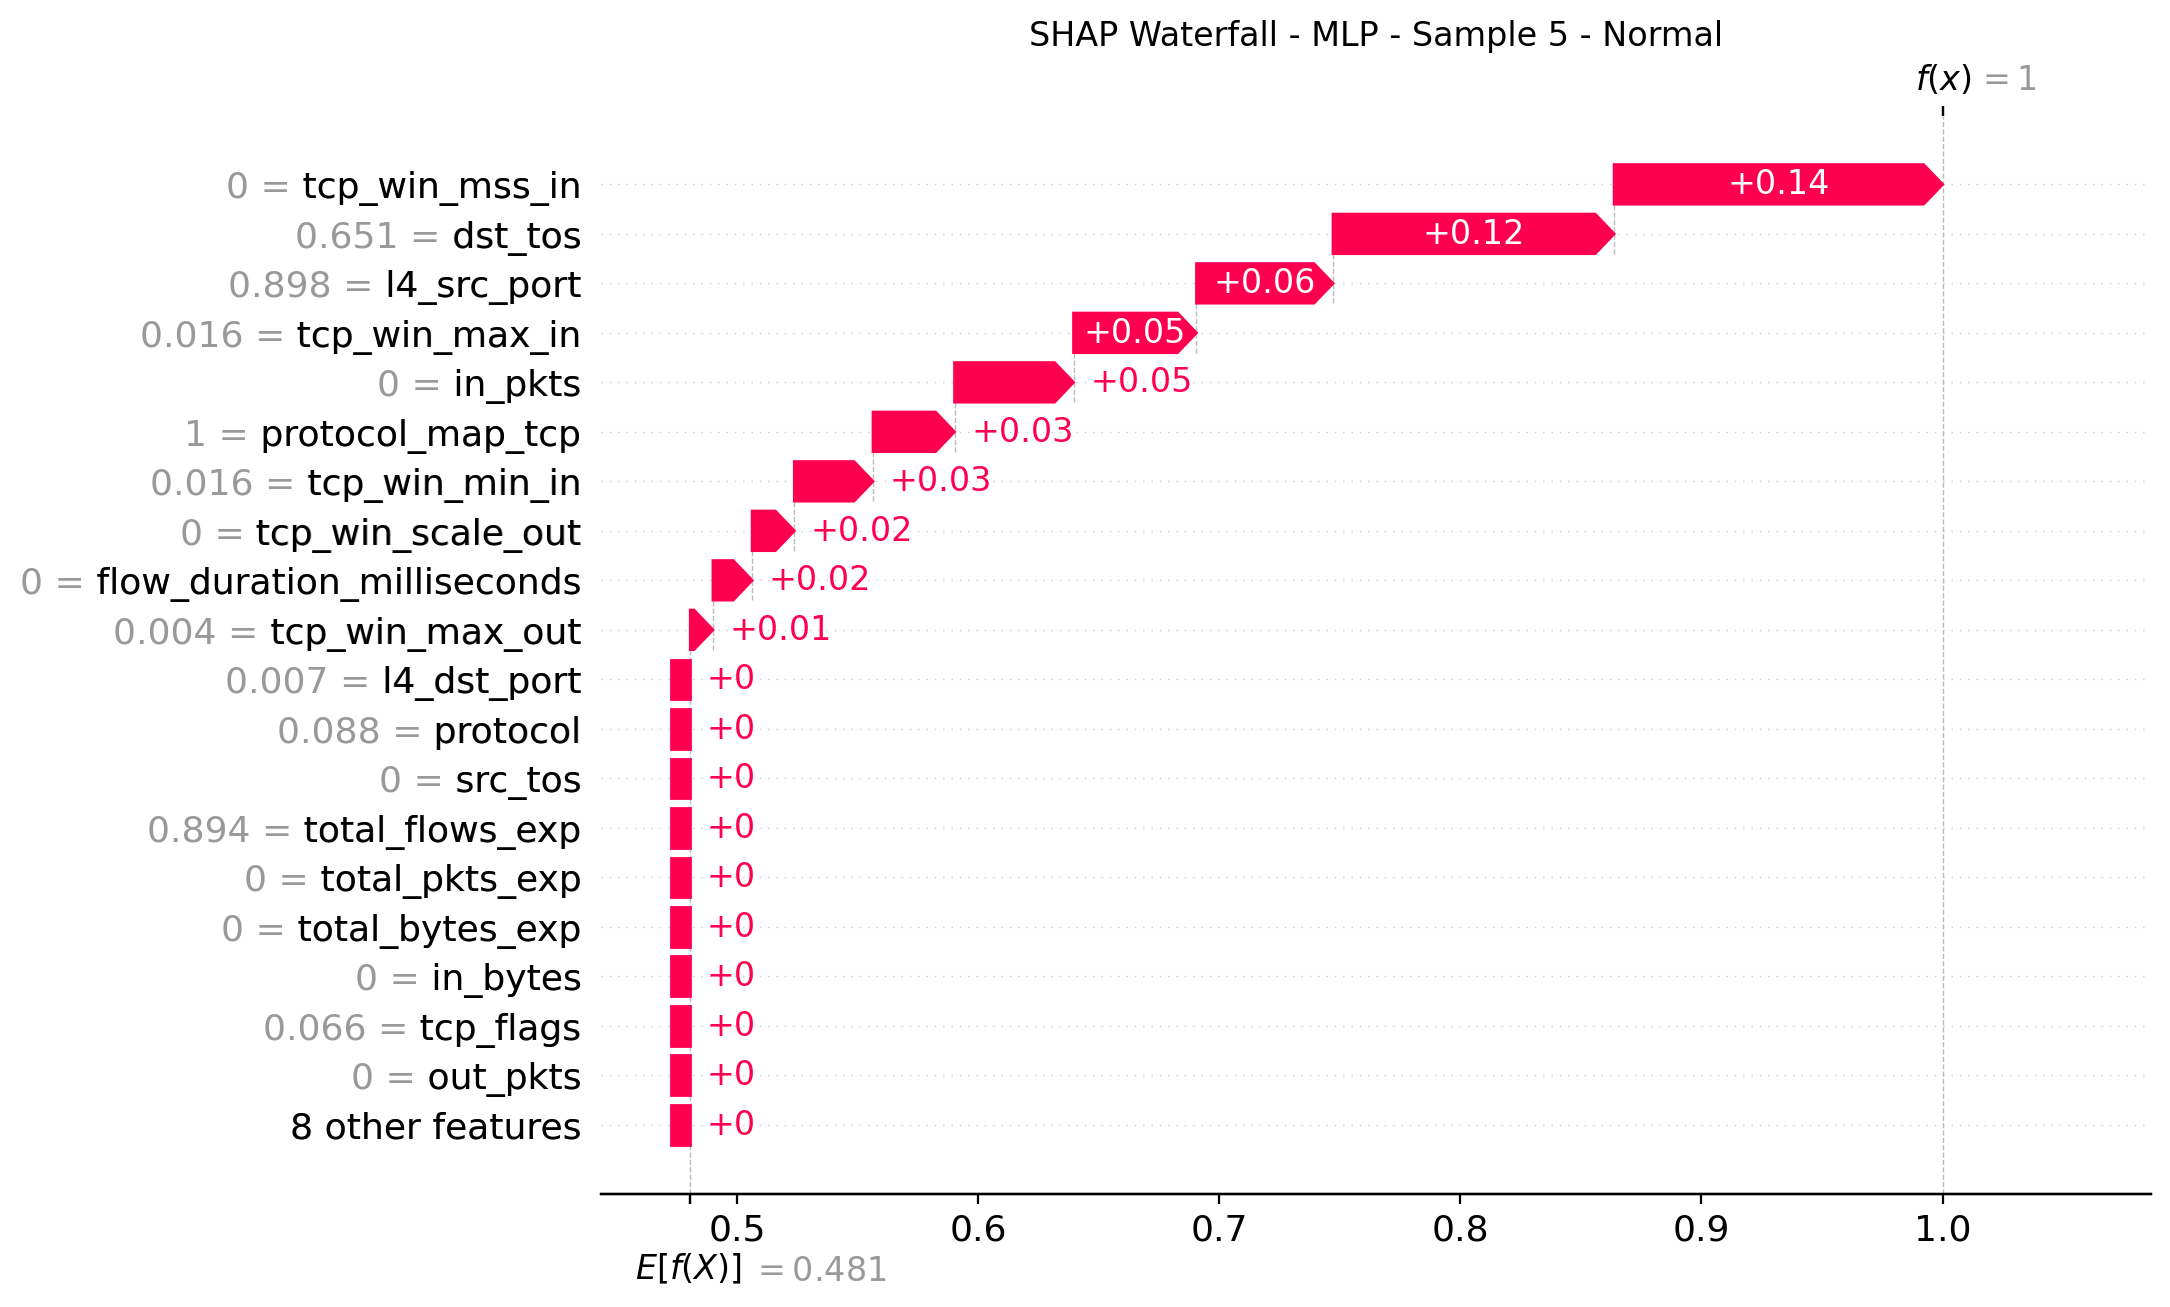 SHAP Waterfall - MLP - Sample 5 - Normal
f(x) = 1
0 = tcp_win_mss_in +0.14
0.651 = dst_tos +0.12
0.898 = l4_src_port +0.06
0.016 = tcp_win_max_in +0.05
0 = in_pkts +0.05
1 = protocol_map_tcp +0.03
0.016 = tcp_win_min_in +0.03
0 = tcp_win_scale_out +0.02
0 = flow_duration_milliseconds +0.02
0.004 = tcp_win_max_out +0.01
0.007 = l4_dst_port +0
0.088 = protocol +0
0 = src_tos +0
0.894 = total_flows_exp +0
0 = total_pkts_exp +0
0 = total_bytes_exp +0
0 = in_bytes +0
0.066 = tcp_flags +0
0 = out_pkts +0
8 other features +0
0.5 0.6 0.7 0.8 0.9 1.0
E[f(X)] = 0.481